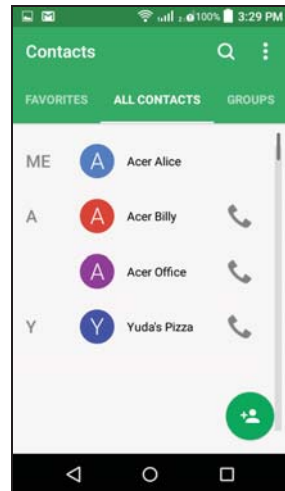 100% 3:29 PM
Contacts
FAVORITES ALL CONTACTS GROUPS
ME A Acer Alice
A A Acer Billy
A Acer Office
Y Y Yuda's Pizza